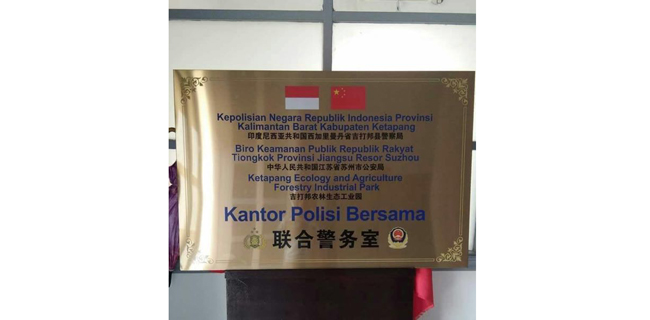 Kepolisian Negara Republik Indonesia Provinsi
Kalimantan Barat Kabupaten Ketapang
印度尼西亚共和国西加里曼丹省吉打邦县警察局
Biro Keamanan Publik Republik Rakyat
Tiongkok Provinsi Jiangsu Resor Suzhou
中华人民共和国江苏省苏州市公安局
Ketapang Ecology and Agriculture
Forestry Industrial Park
吉打邦农林生态工业园
Kantor Polisi Bersama
联合警务室